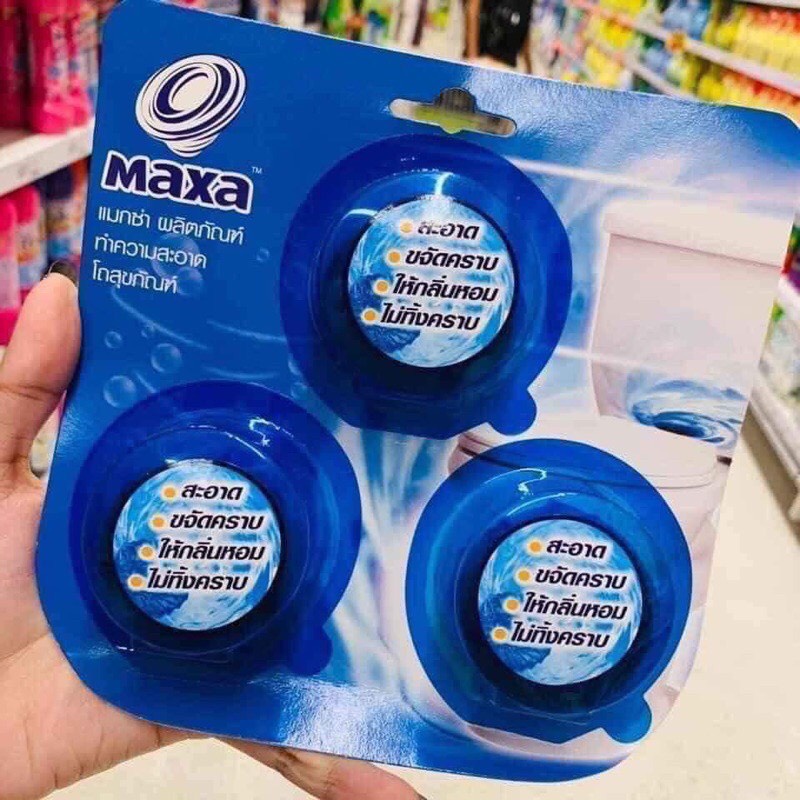 Maxa™
แมกซ่า ผลิตภัณฑ์
ทำความสะอาด
โถสุขภัณฑ์
สะอาด
ขจัดคราบ
ให้กลิ่นหอม
ไม่ทิ้งคราบ
สะอาด
ขจัดคราบ
ให้กลิ่นหอม
ไม่ทิ้งคราบ
สะอาด
ขจัดคราบ
ให้กลิ่นหอม
ไม่ทิ้งคราบ